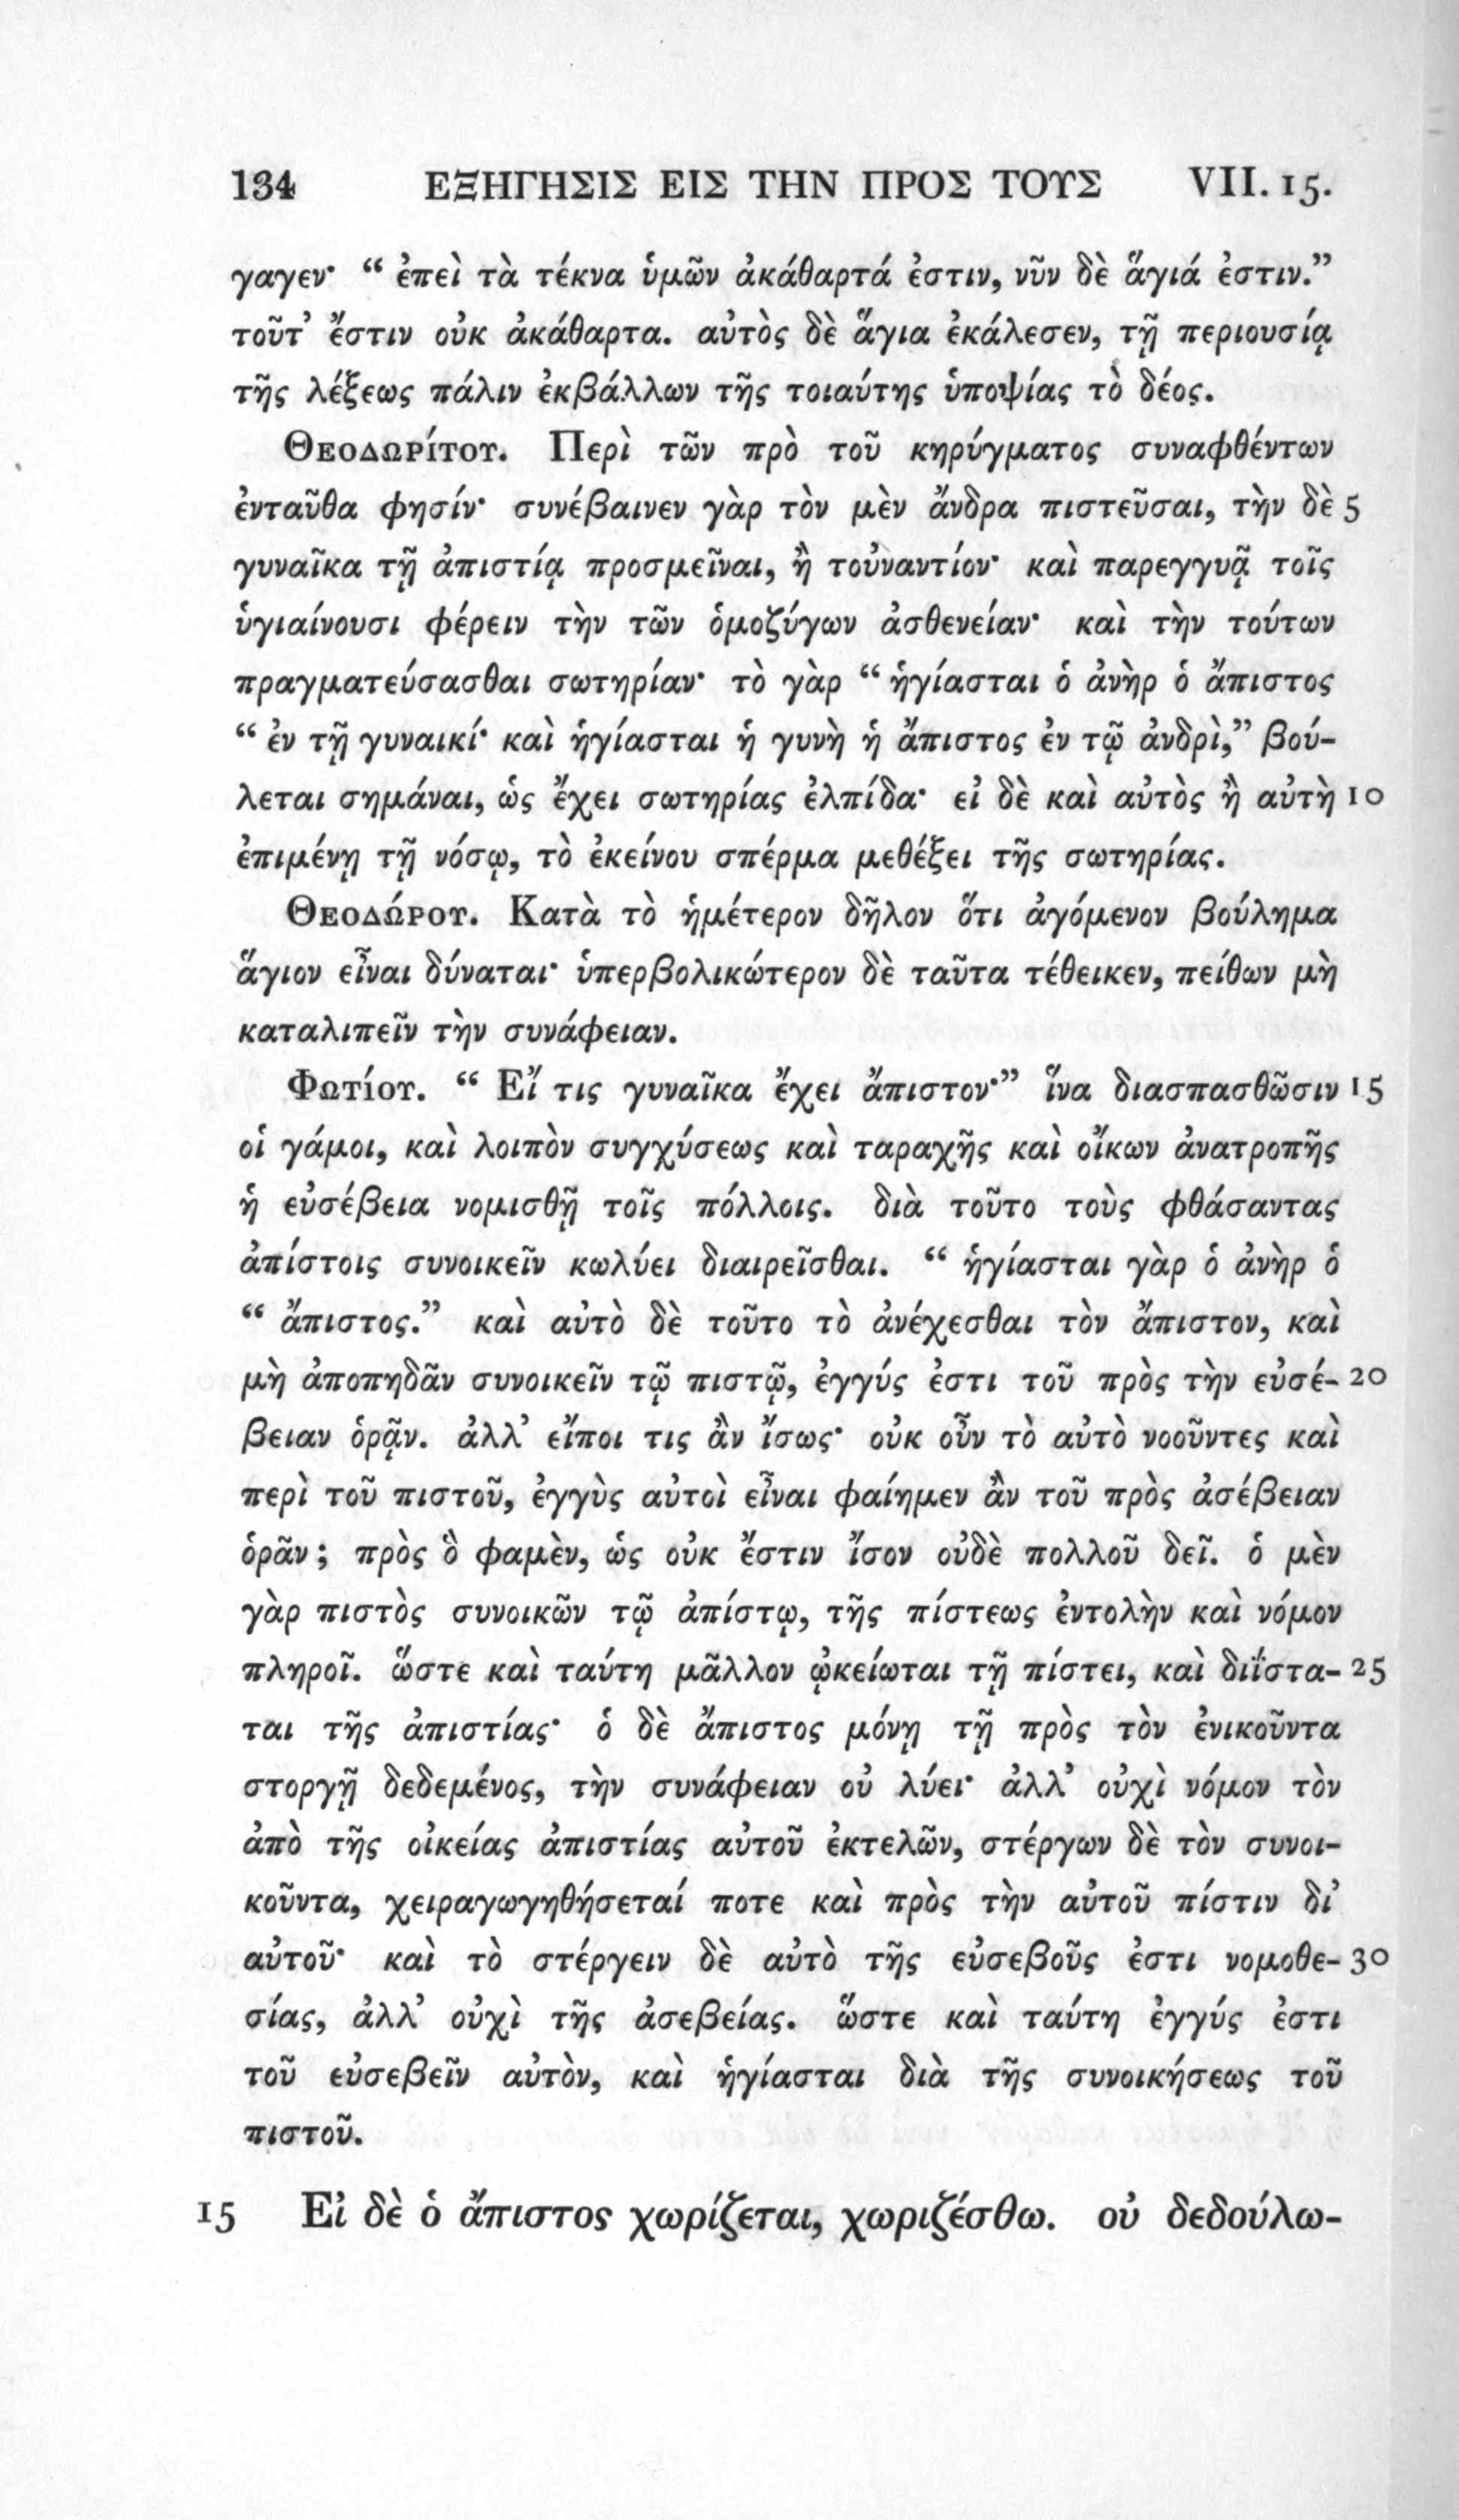 134 ΕΞΗΓΗΣΙΣ ΕΙΣ ΤΗΝ ΠΡΟΣ ΤΟΥΣ VII. 15.
γαγεν· “ ἐπεὶ τὰ τέκνα ὑμῶν ἀκάθαρτά ἐστιν, νῦν δὲ ἅγιά ἐστιν.”
τοῦτ’ ἔστιν οὐκ ἀκάθαρτα. αὐτὸς δὲ ἅγια ἐκάλεσεν, τῇ περιουσίᾳ
τῆς λέξεως πάλιν ἐκβάλλων τῆς τοιαύτης ὑποψίας τὸ δέος.
Θεοδωρίτου. Περὶ τῶν πρὸ τοῦ κηρύγματος συναφθέντων
ἐνταῦθα φησίν· συνέβαινεν γὰρ τὸν μὲν ἄνδρα πιστεῦσαι, τὴν δὲ 5
γυναῖκα τῇ ἀπιστίᾳ προσμεῖναι, ἢ τοὐναντίον· καὶ παρεγγυᾷ τοῖς
ὑγιαίνουσι φέρειν τὴν τῶν ὁμοζύγων ἀσθενείαν· καὶ τὴν τούτων
πραγματεύσασθαι σωτηρίαν· τὸ γὰρ “ ἡγίασται ὁ ἀνὴρ ὁ ἄπιστος
“ ἐν τῇ γυναικί· καὶ ἡγίασται ἡ γυνὴ ἡ ἄπιστος ἐν τῷ ἀνδρὶ,” βού-
λεται σημάναι, ὡς ἔχει σωτηρίας ἐλπίδα· εἰ δὲ καὶ αὐτὸς ἢ αὐτὴ 10
ἐπιμένῃ τῇ νόσῳ, τὸ ἐκείνου σπέρμα μεθέξει τῆς σωτηρίας.
Θεοδώρου. Κατὰ τὸ ἡμέτερον δῆλον ὅτι ἀγόμενον βούλημα
ἅγιον εἶναι δύναται· ὑπερβολικώτερον δὲ ταῦτα τέθεικεν, πείθων μὴ
καταλιπεῖν τὴν συνάφειαν.
Φωτίου. “ Εἴ τις γυναῖκα ἔχει ἄπιστον·” ἵνα διασπασθῶσιν 15
οἱ γάμοι, καὶ λοιπὸν συγχύσεως καὶ ταραχῆς καὶ οἴκων ἀνατροπῆς
ἡ εὐσέβεια νομισθῇ τοῖς πόλλοις. διὰ τοῦτο τοὺς φθάσαντας
ἀπίστοις συνοικεῖν κωλύει διαιρεῖσθαι. “ ἡγίασται γὰρ ὁ ἀνὴρ ὁ
“ ἄπιστος.” καὶ αὐτὸ δὲ τοῦτο τὸ ἀνέχεσθαι τὸν ἄπιστον, καὶ
μὴ ἀποπηδᾶν συνοικεῖν τῷ πιστῷ, ἐγγύς ἐστι τοῦ πρὸς τὴν εὐσέ- 20
βειαν ὁρᾷν. ἀλλ’ εἴποι τις ἂν ἴσως· οὐκ οὖν τὸ αὐτὸ νοοῦντες καὶ
περὶ τοῦ πιστοῦ, ἐγγὺς αὐτοὶ εἶναι φαίημεν ἂν τοῦ πρὸς ἀσέβειαν
ὁρᾶν ; πρὸς ὃ φαμὲν, ὡς οὐκ ἔστιν ἴσον οὐδὲ πολλοῦ δεῖ. ὁ μὲν
γὰρ πιστὸς συνοικῶν τῷ ἀπίστῳ, τῆς πίστεως ἐντολὴν καὶ νόμον
πληροῖ. ὥστε καὶ ταύτη μᾶλλον ᾠκείωται τῇ πίστει, καὶ διΐστα- 25
ται τῆς ἀπιστίας· ὁ δὲ ἄπιστος μόνῃ τῇ πρὸς τὸν ἐνικοῦντα
στοργῇ δεδεμένος, τὴν συνάφειαν οὐ λύει· ἀλλ’ οὐχὶ νόμον τὸν
ἀπὸ τῆς οἰκείας ἀπιστίας αὐτοῦ ἐκτελῶν, στέργων δὲ τὸν συνοι-
κοῦντα, χειραγωγηθήσεταί ποτε καὶ πρὸς τὴν αὐτοῦ πίστιν δι’
αὐτοῦ· καὶ τὸ στέργειν δὲ αὐτὸ τῆς εὐσεβοῦς ἐστι νομοθε- 30
σίας, ἀλλ’ οὐχὶ τῆς ἀσεβείας. ὥστε καὶ ταύτη ἐγγύς ἐστι
τοῦ εὐσεβεῖν αὐτὸν, καὶ ἡγίασται διὰ τῆς συνοικήσεως τοῦ
πιστοῦ.
15 Εἰ δὲ ὁ ἄπιστος χωρίζεται, χωριζέσθω. οὐ δεδούλω-